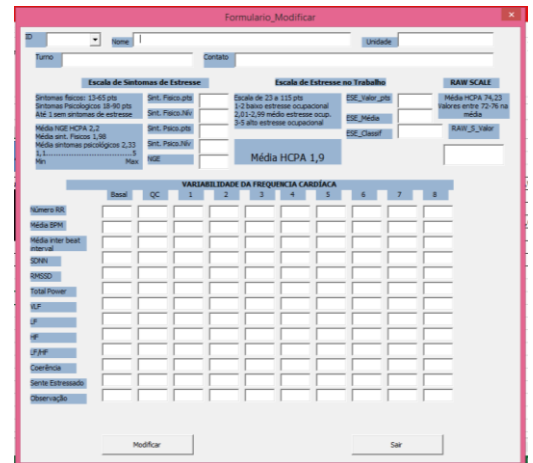 Formulario_Modificar
ID
Nome
Unidade
Turno
Contato
Escala de Sintomas de Estresse
Sintomas fisicos: 13-65 pts
Sintomas Psicologicos 18-90 pts
Até 1 sem sintomas de estresse
Média NGE HCPA 2,2
Média sint. Fiscos 1,98
Média sintomas psicológicos 2,33
Min Max
Sint. Fisico.pts
Sint. Fisico.Niv
Sint. Psico.pts
Sint. Psico.Niv
NGE
Escala de Estresse no Trabalho
Escala de 23 a 115 pts
1-2 baixo estresse ocupacional
2,01-2,99 médio estresse ocup.
3-5 alto estresse ocupacional
Média HCPA 1,9
ESE_Valor_pts
ESE_Média
ESE_Classif
RAW SCALE
Média HCPA 74,23
Valores entre 72-76 na
média
RAW_S_Valor
VARIABILIDADE DA FREQUENCIA CARDÍACA
Basal QC 1 2 3 4 5 6 7 8
Número RR
Média BPM
Média inter beat
interval
SDNN
RMSSD
Total Power
VLF
LF
HF
LF/HF
Coerência
Sente Estressado
Observação
Modificar
Sair